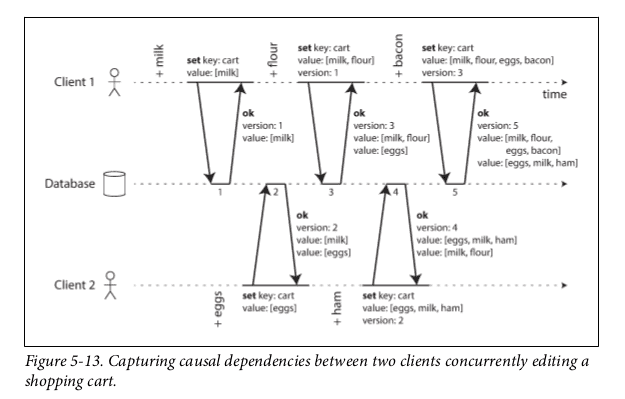 + milk
set key: cart
value: [milk]
+ flour
set key: cart
value: [milk, flour]
version: 1
+ bacon
set key: cart
value: [milk, flour, eggs, bacon]
version: 3
Client 1
time
ok
version: 1
value: [milk]
ok
version: 3
value: [milk, flour]
value: [eggs]
ok
version: 5
value: [milk, flour,
eggs, bacon]
value: [eggs, milk, ham]
Database
1
2
3
4
5
ok
version: 2
value: [milk]
value: [eggs]
ok
version: 4
value: [eggs, milk, ham]
value: [milk, flour]
Client 2
+ eggs
set key: cart
value: [eggs]
+ ham
set key: cart
value: [eggs, milk, ham]
version: 2
Figure 5-13. Capturing causal dependencies between two clients concurrently editing a
shopping cart.